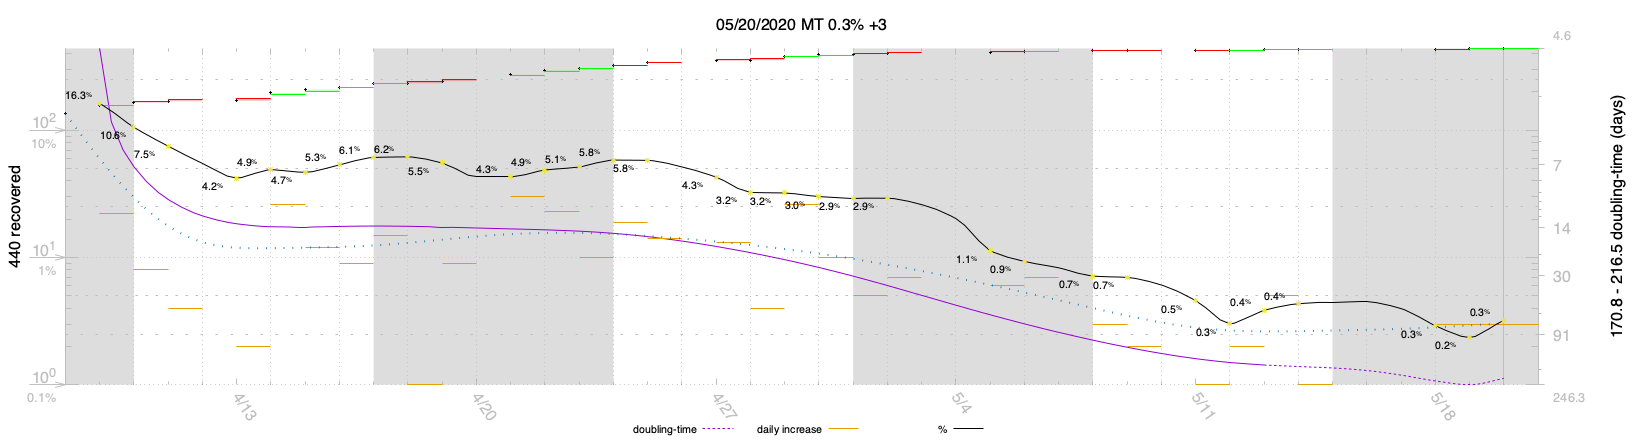 05/20/2020 MT 0.3% +3
4.6
16.3%
10² 10.6%
10%
7.5% 4.2% 4.9% 4.7% 5.3% 6.1% 6.2% 5.5% 4.3% 4.9% 5.1% 5.8% 5.8% 4.3% 3.2% 3.2% 3.0% 2.9% 2.9% 1.1% 0.9% 0.7% 0.7% 0.5% 0.3% 0.4% 0.4% 0.3% 0.2% 0.3%
7
14
10¹
1%
30
91
10⁰
0.1%
246.3
440 recovered
170.8 - 216.5 doubling-time (days)
4/13 4/20 4/27 5/4 5/11 5/18
doubling-time daily increase %